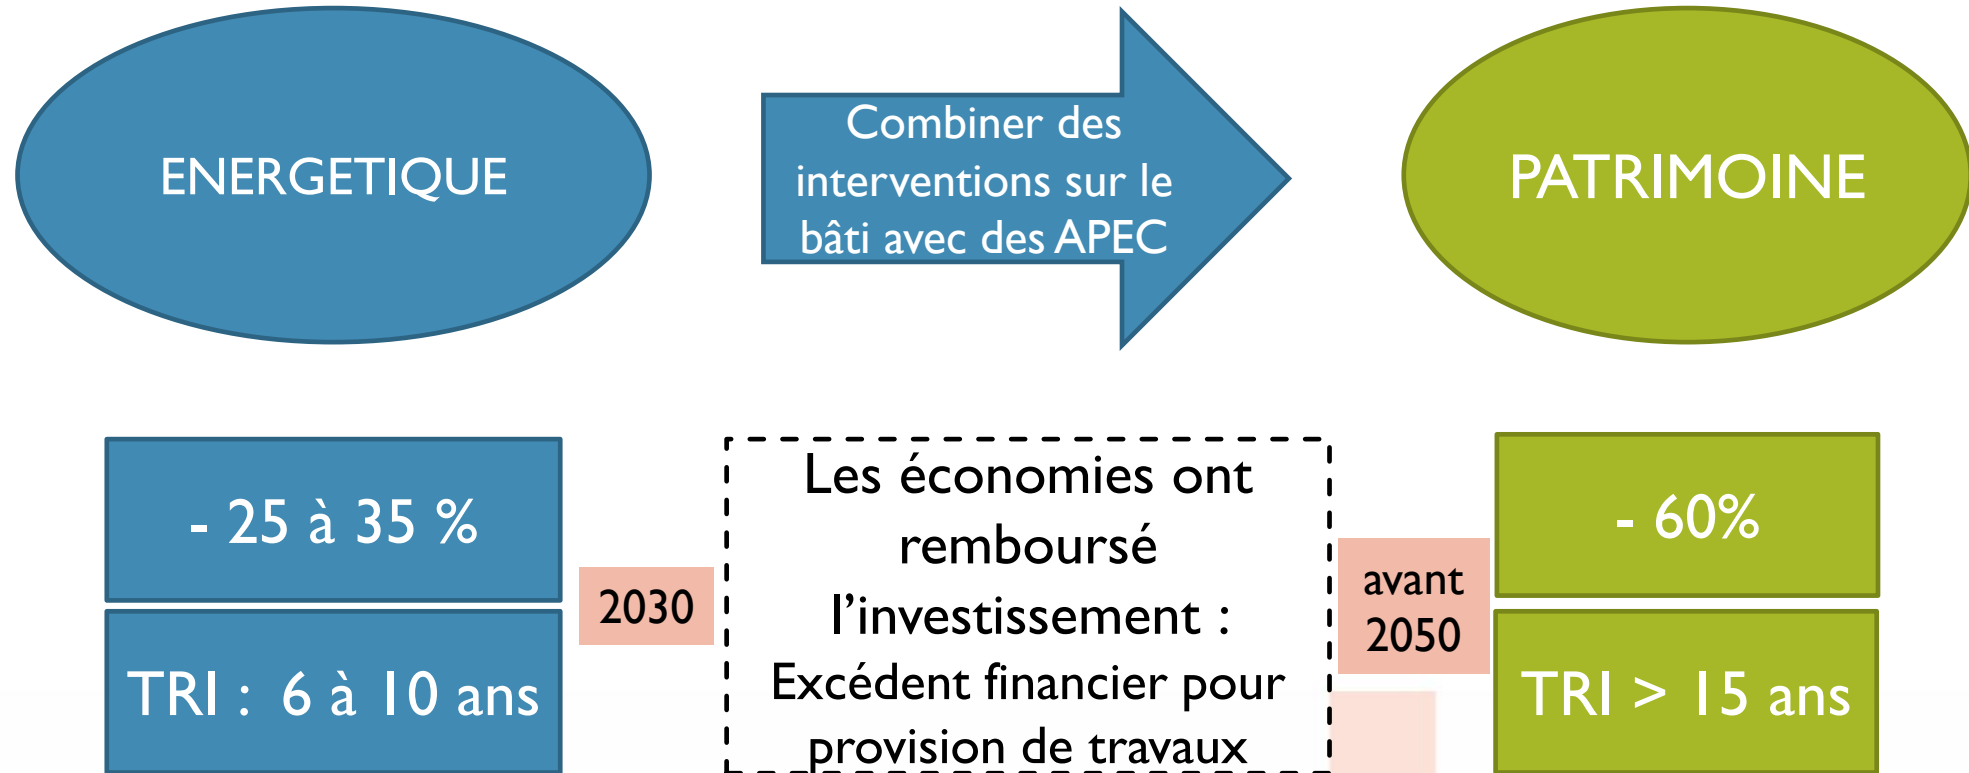 ENERGETIQUE
Combiner des
interventions sur le
bâti avec des APEC
PATRIMOINE
- 25 à 35 %
TRI : 6 à 10 ans
2030
Les économies ont
remboursé
l’investissement :
Excédent financier pour
provision de travaux
avant
2050
- 60%
TRI > 15 ans